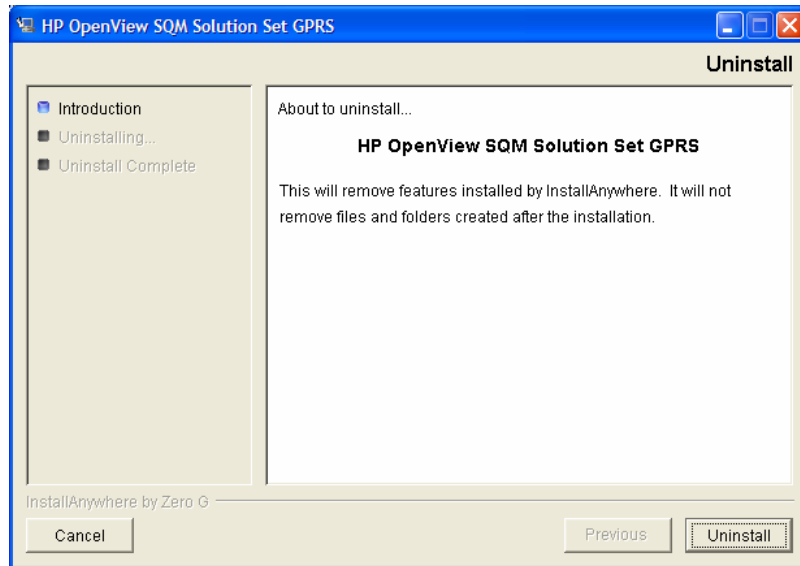 HP OpenView SQM Solution Set GPRS
Uninstall
Introduction
Uninstalling...
Uninstall Complete
About to uninstall...
HP OpenView SQM Solution Set GPRS
This will remove features installed by InstallAnywhere. It will not
remove files and folders created after the installation.
InstallAnywhere by Zero G
Cancel
Previous
Uninstall